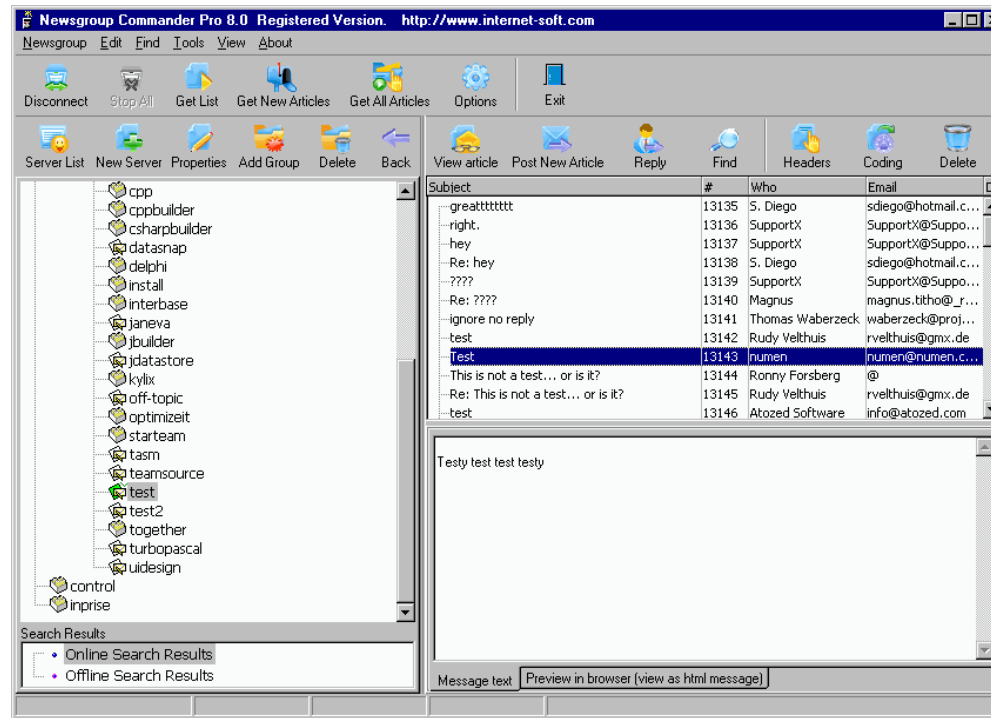 Newsgroup Commander Pro 8.0 Registered Version. http://www.internet-soft.com
Newsgroup Edit Find Tools View About
Disconnect Stop All Get List Get New Articles Get All Articles Options Exit
Server List New Server Properties Add Group Delete Back
View article Post New Article Reply Find Headers Coding Delete
cpp
cppbuilder
csharpbuilder
datasnap
delphi
install
interbase
janeva
jbuilder
jdatastore
kylix
off-topic
optimizeit
starteam
tasm
teamsource
test
test2
together
turbopascal
uidesign
control
inprise
Search Results
Online Search Results
Offline Search Results
Subject # Who Email
greatttttttt 13135 S. Diego sdiego@hotmail.c...
right. 13136 SupportX SupportX@Suppo...
hey 13137 SupportX SupportX@Suppo...
Re: hey 13138 S. Diego sdiego@hotmail.c...
???? 13139 SupportX SupportX@Suppo...
Re: ???? 13140 Magnus magnus.titho@_r...
ignore no reply 13141 Thomas Waberzeck waberzeck@proj...
test 13142 Rudy Velthuis rvelthuis@gmx.de
Test 13143 numen numen@numen.c...
This is not a test... or is it? 13144 Ronny Forsberg @
Re: This is not a test... or is it? 13145 Rudy Velthuis rvelthuis@gmx.de
test 13146 Atozed Software info@atozed.com
Testy test test testy
Message text Preview in browser (view as html message)